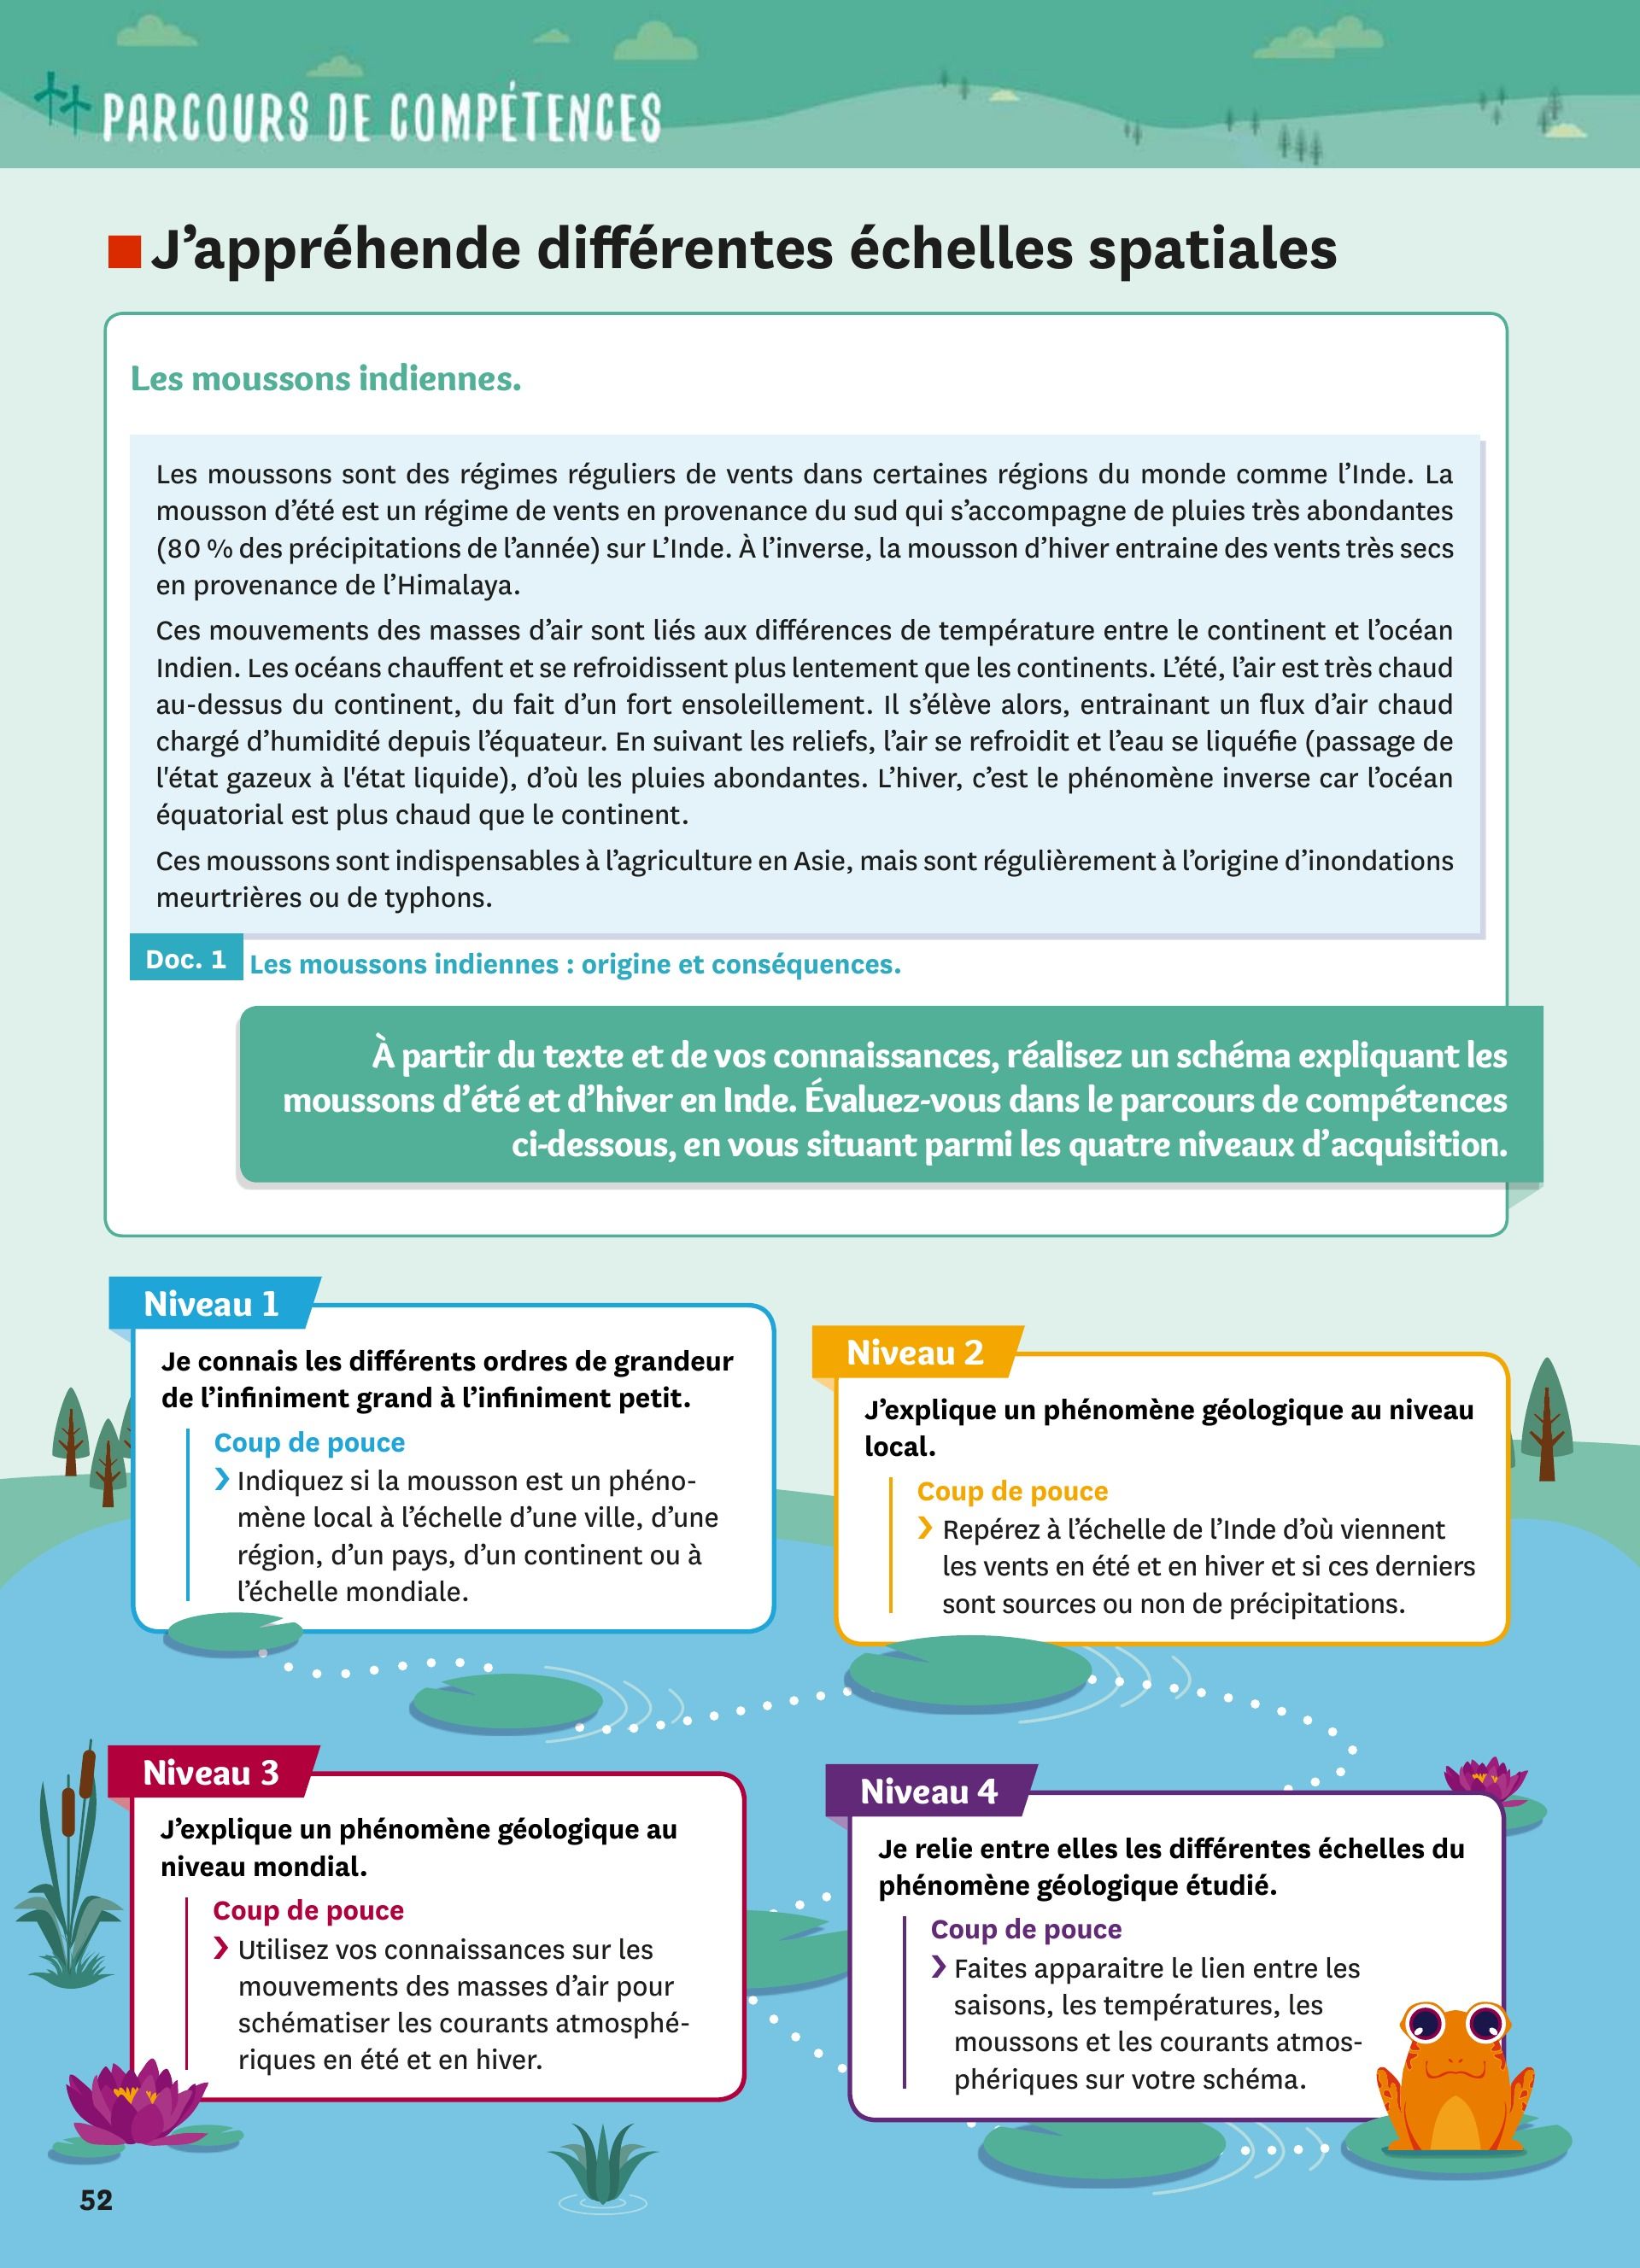 PARCOURS DE COMPÉTENCES
J’appréhende différentes échelles spatiales
Les moussons indiennes.
Les moussons sont des régimes réguliers de vents dans certaines régions du monde comme l’Inde. La
mousson d’été est un régime de vents en provenance du sud qui s’accompagne de pluies très abondantes
(80 % des précipitations de l’année) sur L’Inde. À l’inverse, la mousson d’hiver entraine des vents très secs
en provenance de l’Himalaya.
Ces mouvements des masses d’air sont liés aux différences de température entre le continent et l’océan
Indien. Les océans chauffent et se refroidissent plus lentement que les continents. L’été, l’air est très chaud
au-dessus du continent, du fait d’un fort ensoleillement. Il s’élève alors, entrainant un flux d’air chaud
chargé d’humidité depuis l’équateur. En suivant les reliefs, l’air se refroidit et l’eau se liquéfie (passage de
l'état gazeux à l'état liquide), d’où les pluies abondantes. L’hiver, c’est le phénomène inverse car l’océan
équatorial est plus chaud que le continent.
Ces moussons sont indispensables à l’agriculture en Asie, mais sont régulièrement à l’origine d’inondations
meurtrières ou de typhons.
Doc. 1 Les moussons indiennes : origine et conséquences.
À partir du texte et de vos connaissances, réalisez un schéma expliquant les
moussons d’été et d’hiver en Inde. Évaluez-vous dans le parcours de compétences
ci-dessous, en vous situant parmi les quatre niveaux d’acquisition.
Niveau 1
Je connais les différents ordres de grandeur
de l’infiniment grand à l’infiniment petit.
Coup de pouce
❯ Indiquez si la mousson est un phéno-
mène local à l’échelle d’une ville, d’une
région, d’un pays, d’un continent ou à
l’échelle mondiale.
Niveau 2
J’explique un phénomène géologique au niveau
local.
Coup de pouce
❯ Repérez à l’échelle de l’Inde d’où viennent
les vents en été et en hiver et si ces derniers
sont sources ou non de précipitations.
Niveau 3
J’explique un phénomène géologique au
niveau mondial.
Coup de pouce
❯ Utilisez vos connaissances sur les
mouvements des masses d’air pour
schématiser les courants atmosphé-
riques en été et en hiver.
Niveau 4
Je relie entre elles les différentes échelles du
phénomène géologique étudié.
Coup de pouce
❯ Faites apparaitre le lien entre les
saisons, les températures, les
moussons et les courants atmos-
phériques sur votre schéma.
52